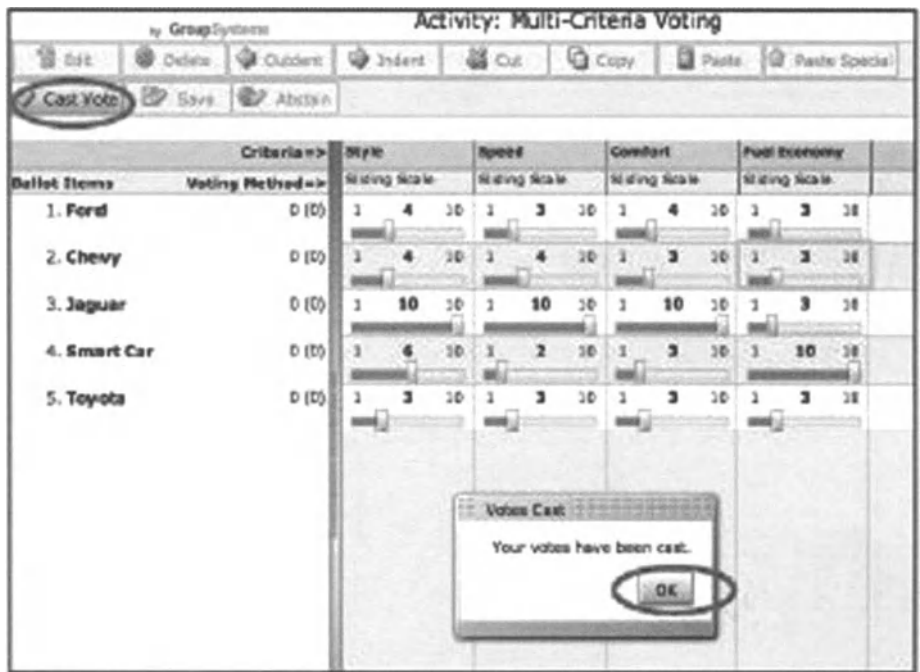 by GroupSystems
Activity: Multi-Criteria Voting
Edit Delete Outdent Indent Cut Copy Paste Paste Special
Cast Vote Save Abstain
Criteria=> Style Speed Comfort Fuel Economy
Ballot Items Voting Method=> Sliding Scale Sliding Scale Sliding Scale Sliding Scale
1. Ford 0 (0) 1 4 10 1 3 10 1 4 10 1 3 10
2. Chevy 0 (0) 1 4 10 1 4 10 1 3 10 1 3 10
3. Jaguar 0 (0) 1 10 10 1 10 10 1 10 10 1 3 10
4. Smart Car 0 (0) 1 6 10 1 2 10 1 3 10 1 10 10
5. Toyota 0 (0) 1 3 10 1 3 10 1 3 10 1 3 10
Votes Cast
Your votes have been cast.
OK